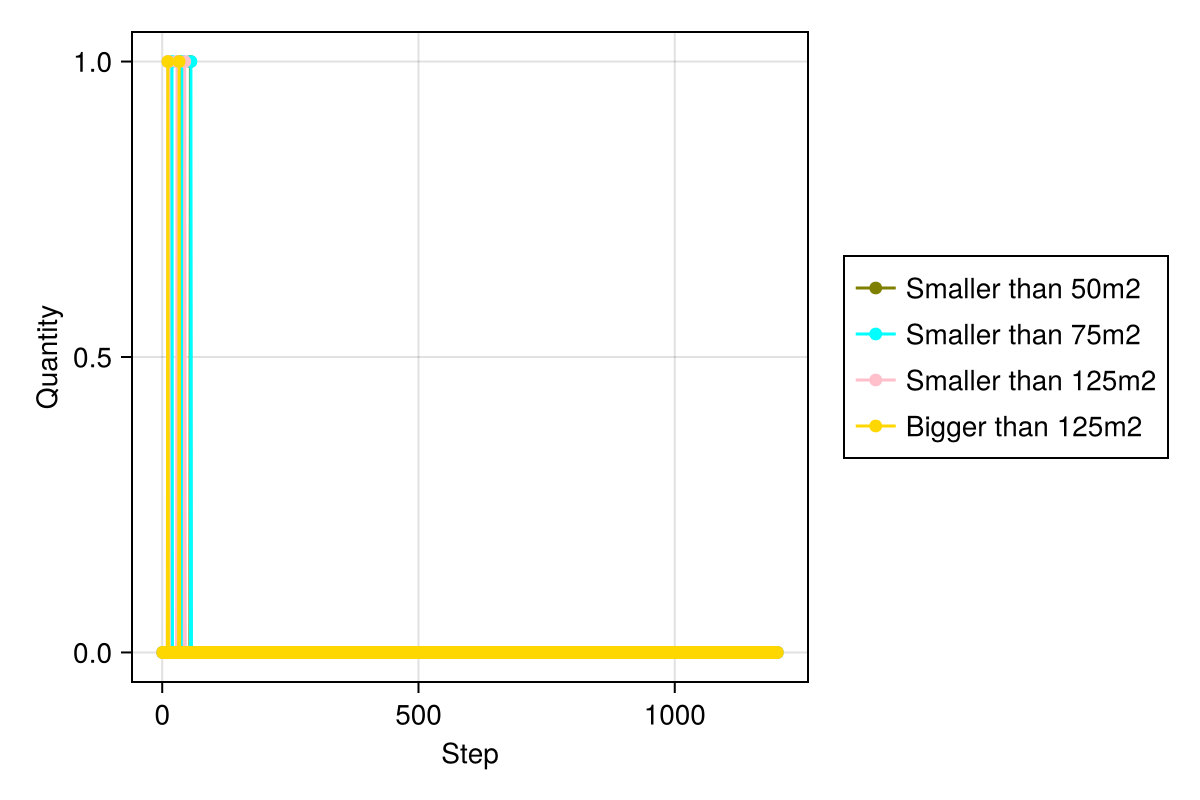 1.0
0.5
0.0
Quantity
0
500
1000
Step
Smaller than 50m2
Smaller than 75m2
Smaller than 125m2
Bigger than 125m2